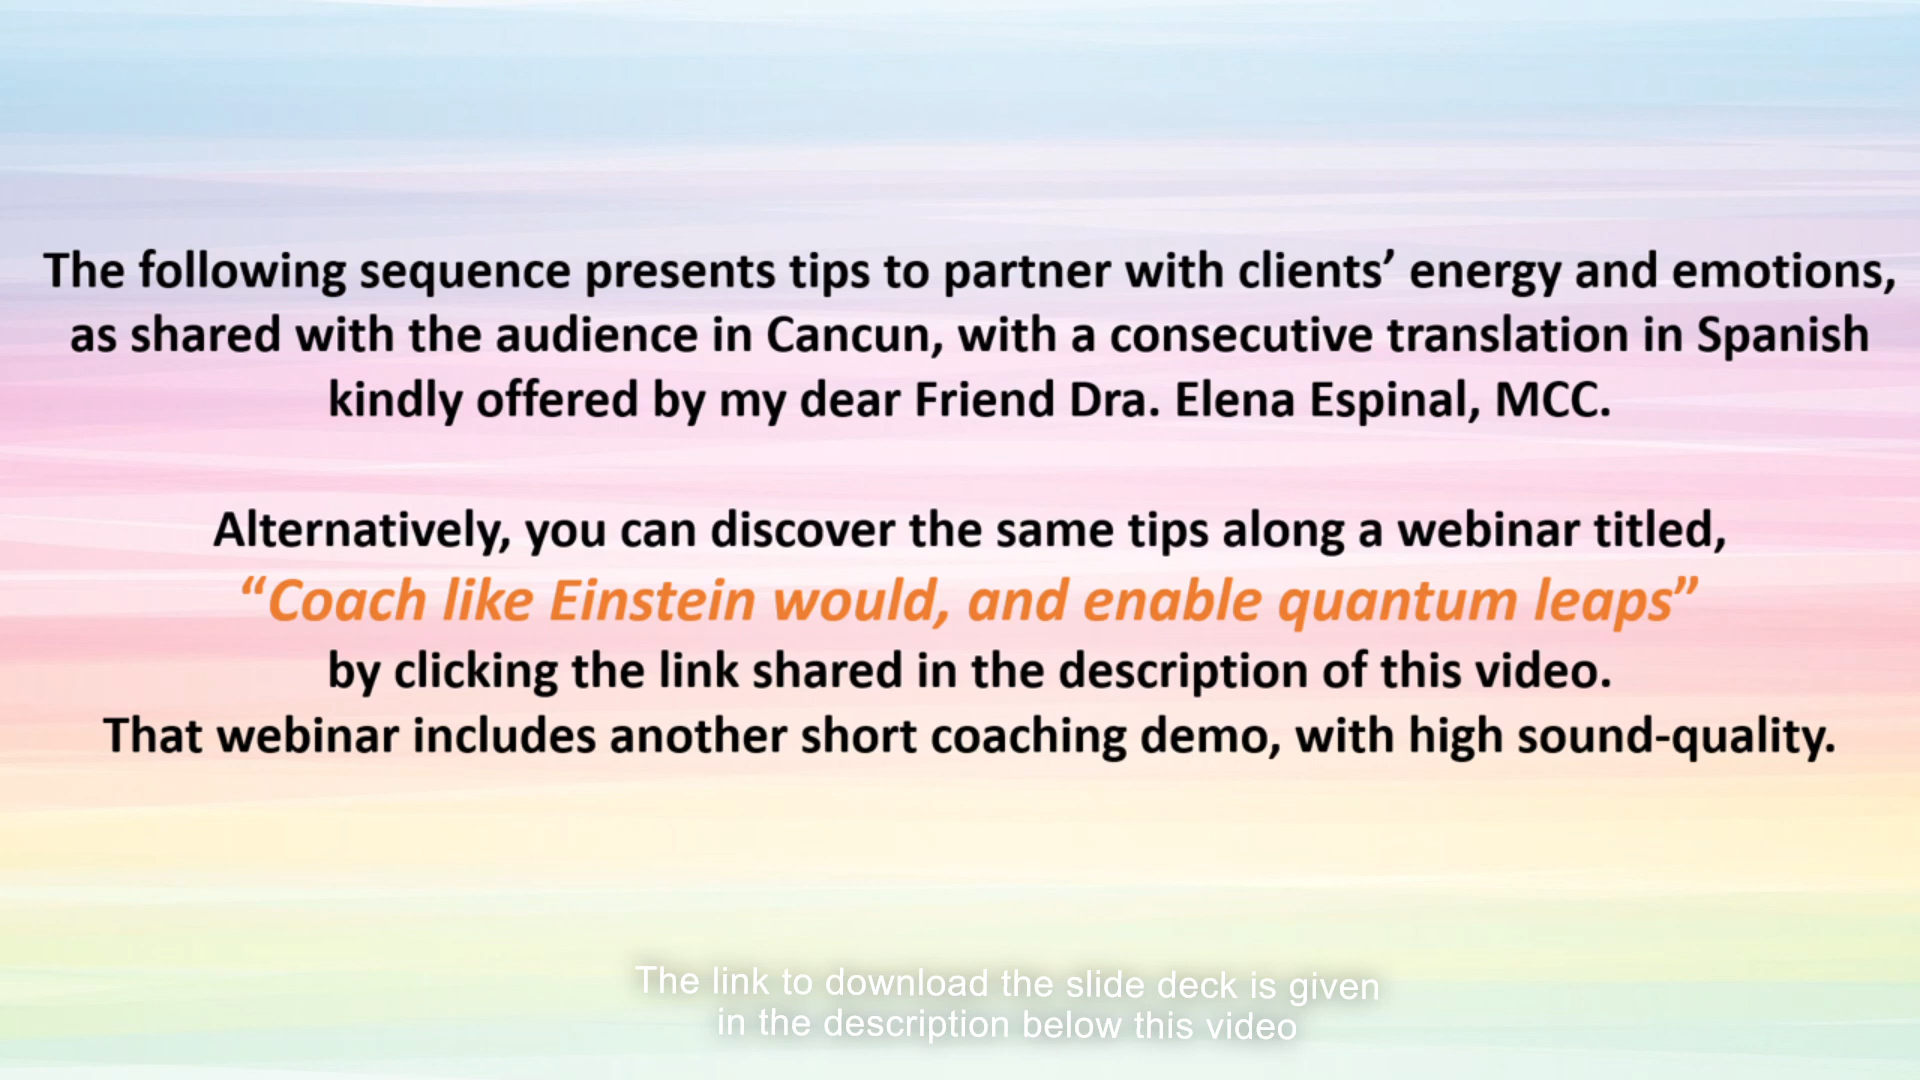 The following sequence presents tips to partner with clients’ energy and emotions,
as shared with the audience in Cancun, with a consecutive translation in Spanish
kindly offered by my dear Friend Dra. Elena Espinal, MCC.
Alternatively, you can discover the same tips along a webinar titled,
“Coach like Einstein would, and enable quantum leaps”
by clicking the link shared in the description of this video.
That webinar includes another short coaching demo, with high sound-quality.
The link to download the slide deck is given
in the description below this video